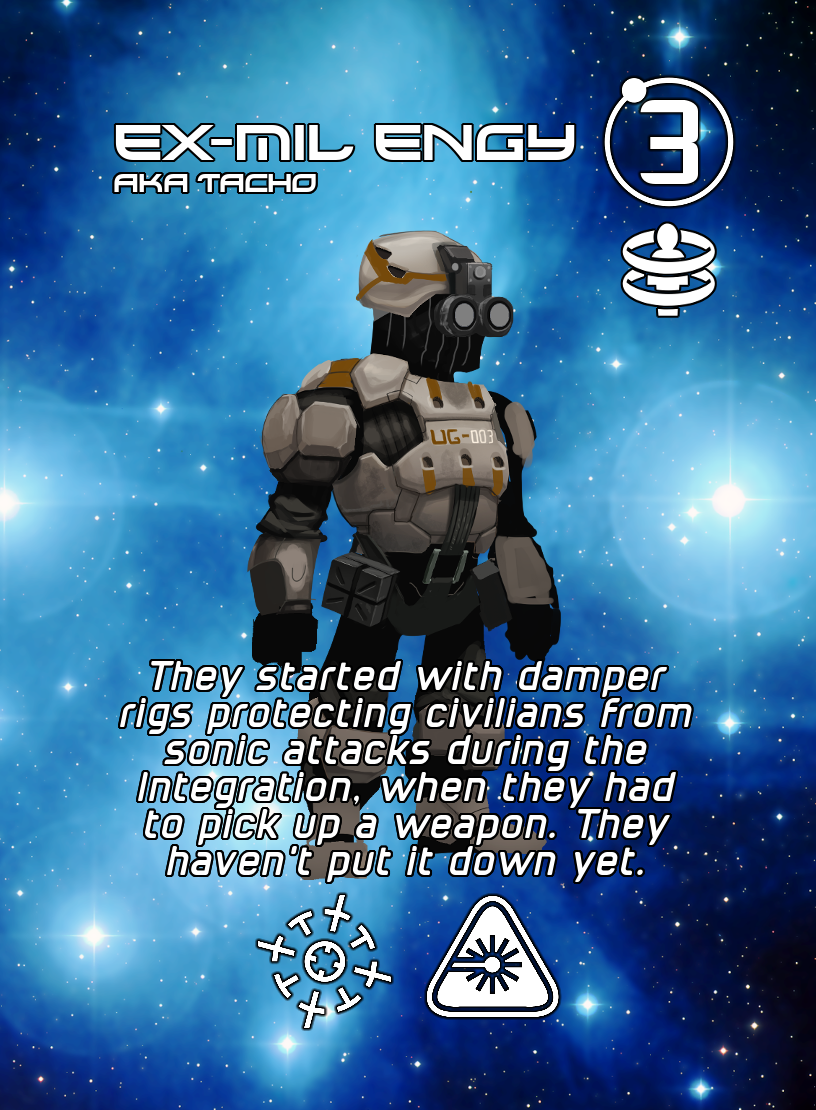 EX-MIL ENGY
3
AKA TACHO
UG-003
They started with damper
rigs protecting civilians from
sonic attacks during the
Integration, when they had
to pick up a weapon. They
haven't put it down yet.